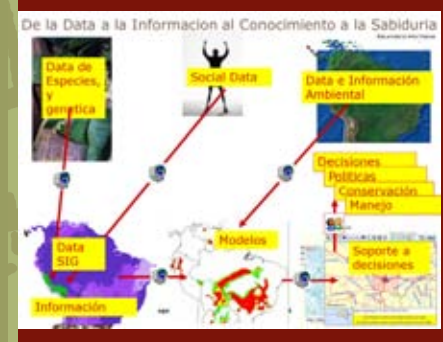 De la Data a la Informacion al Conocimiento a la Sabiduria
Data de
Especies,
y
genetica
Social Data
Data e Información
Ambiental
Decisiones
Politicas
Conservación
Manejo
Data
SIG
Modelos
Soporte a
decisiones
Información